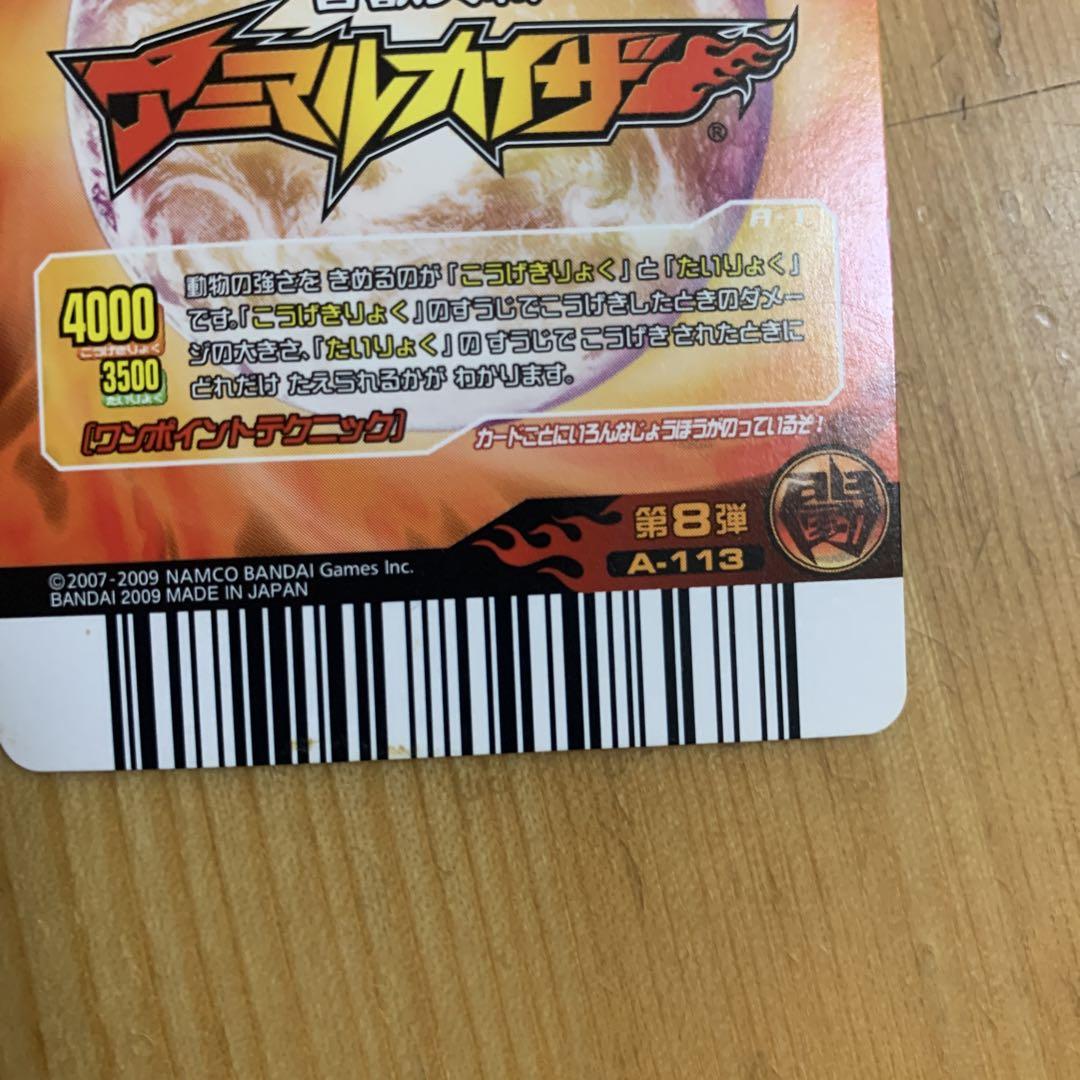 アニマルカイザー
®
4000
こうげきりょく
3500
たいりょく
動物の強さを きめるのが「こうげきりょく」と「たいりょく」
です。「こうげきりょく」のすうじでこうげきしたときのダメー
ジの大きさ、「たいりょく」の すうじで こうげきされたときに
どれだけ たえられるかが わかります。
[ワンポイントテクニック]
カードごとにいろんなじょうほうがのっているぞ!
第8弾
A-113
©2007-2009 NAMCO BANDAI Games Inc.
BANDAI 2009 MADE IN JAPAN